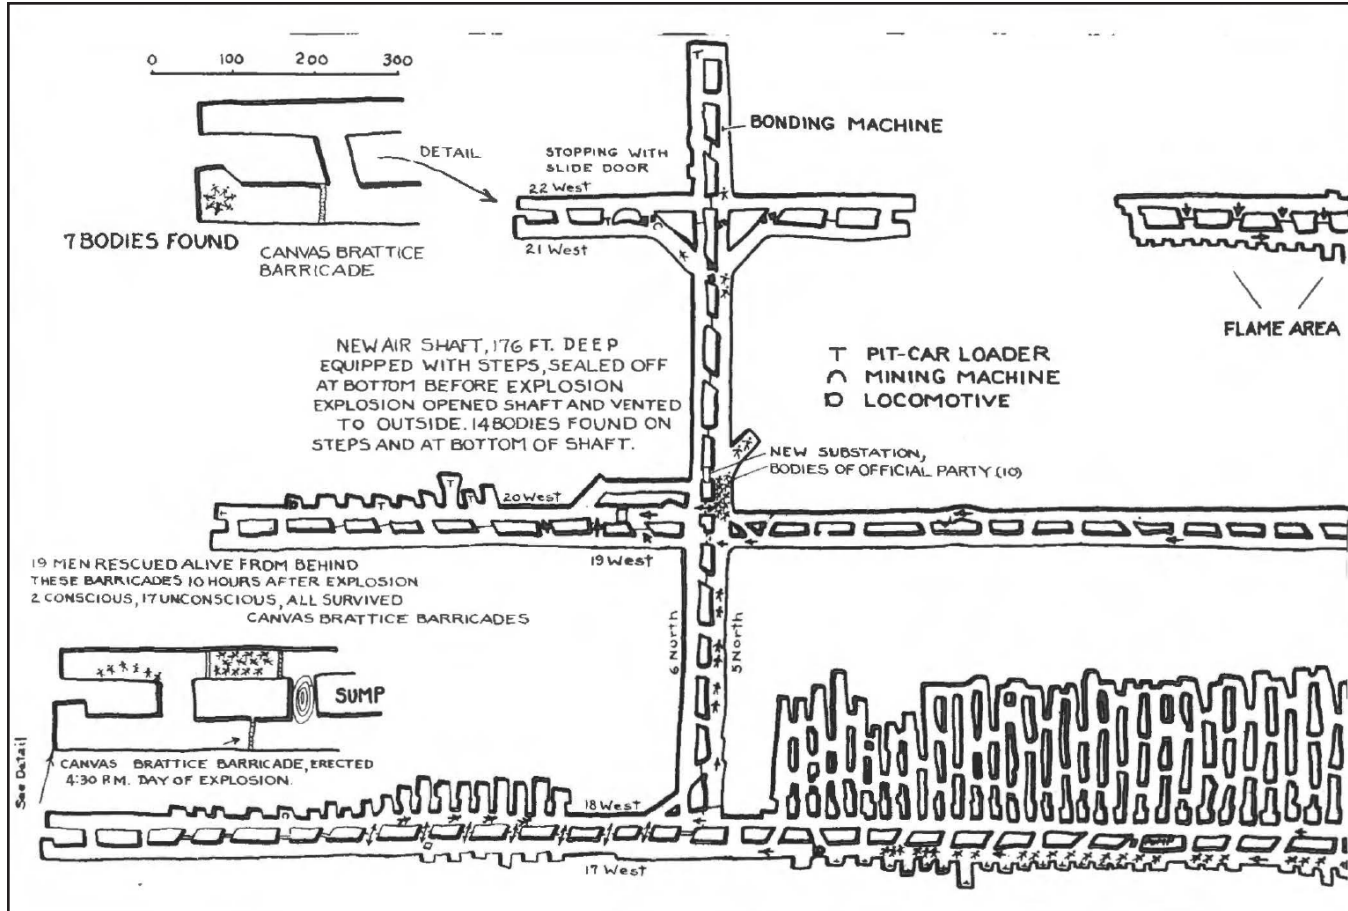 0 100 200 300
BONDING MACHINE
DETAIL
STOPPING WITH
SLIDE DOOR
22 West
21 West
7 BODIES FOUND
CANVAS BRATTICE
BARRICADE
FLAME AREA
NEW AIR SHAFT, 176 FT. DEEP
EQUIPPED WITH STEPS, SEALED OFF
AT BOTTOM BEFORE EXPLOSION
EXPLOSION OPENED SHAFT AND VENTED
TO OUTSIDE. 14 BODIES FOUND ON
STEPS AND AT BOTTOM OF SHAFT.
T PIT-CAR LOADER
MINING MACHINE
LOCOMOTIVE
NEW SUBSTATION,
BODIES OF OFFICIAL PARTY (10)
20 West
19 West
19 MEN RESCUED ALIVE FROM BEHIND
THESE BARRICADES 10 HOURS AFTER EXPLOSION
2 CONSCIOUS, 17 UNCONSCIOUS, ALL SURVIVED
CANVAS BRATTICE BARRICADES
6 North
5 North
SUMP
See Detail
CANVAS BRATTICE BARRICADE, ERECTED
4:30 P.M. DAY OF EXPLOSION.
18 West
17 West